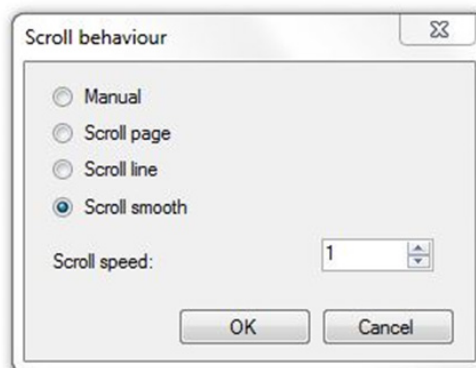 Scroll behaviour
Manual
Scroll page
Scroll line
Scroll smooth
Scroll speed: 1
OK Cancel